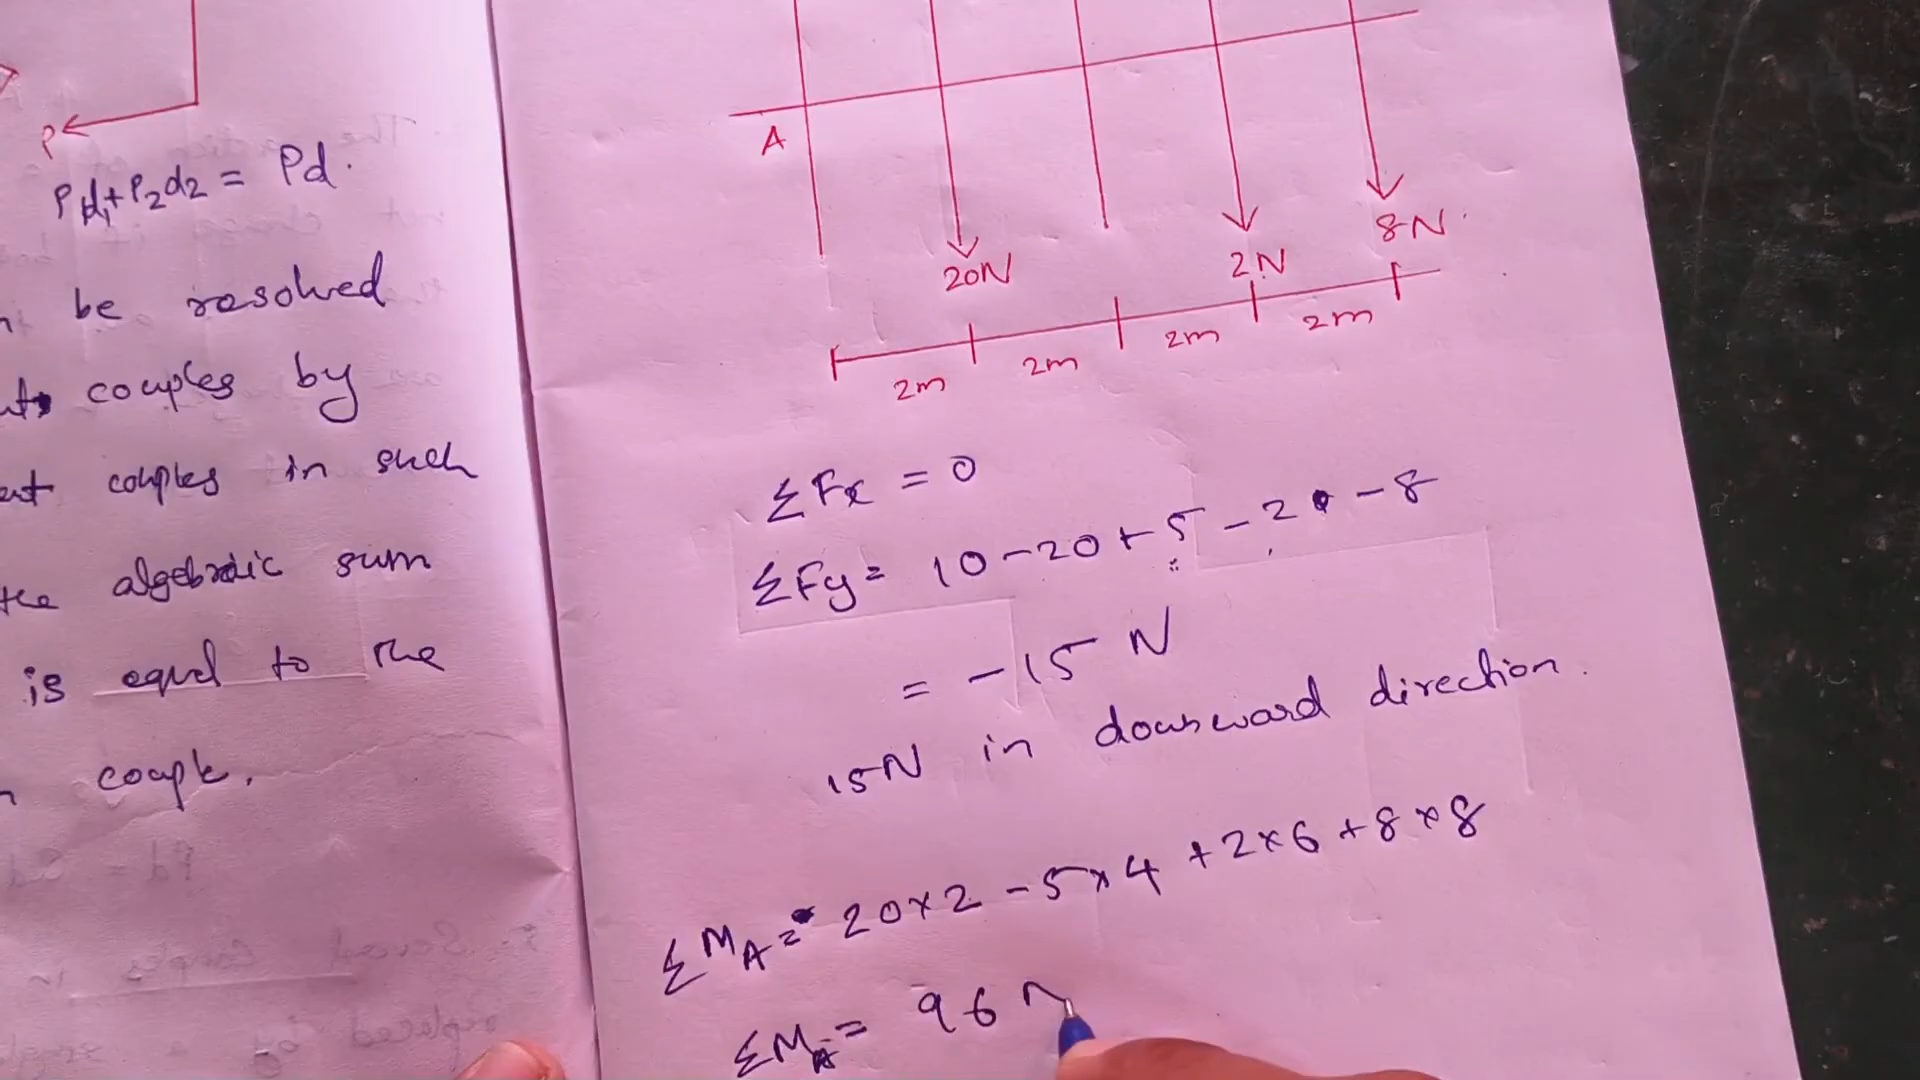 P
P₁d₁+P₂d₂ = Pd.
be resolved
couples by
couples in such
the algebraic sum
is equal to the
couple.
A
20N
2N
8N
2m 2m 2m 2m
ΣFx = 0
ΣFy = 10-20+5-2-8
= -15 N
15N in downward direction.
ΣMA = 20×2 -5×4 +2×6 +8×8
ΣMA = 96 N